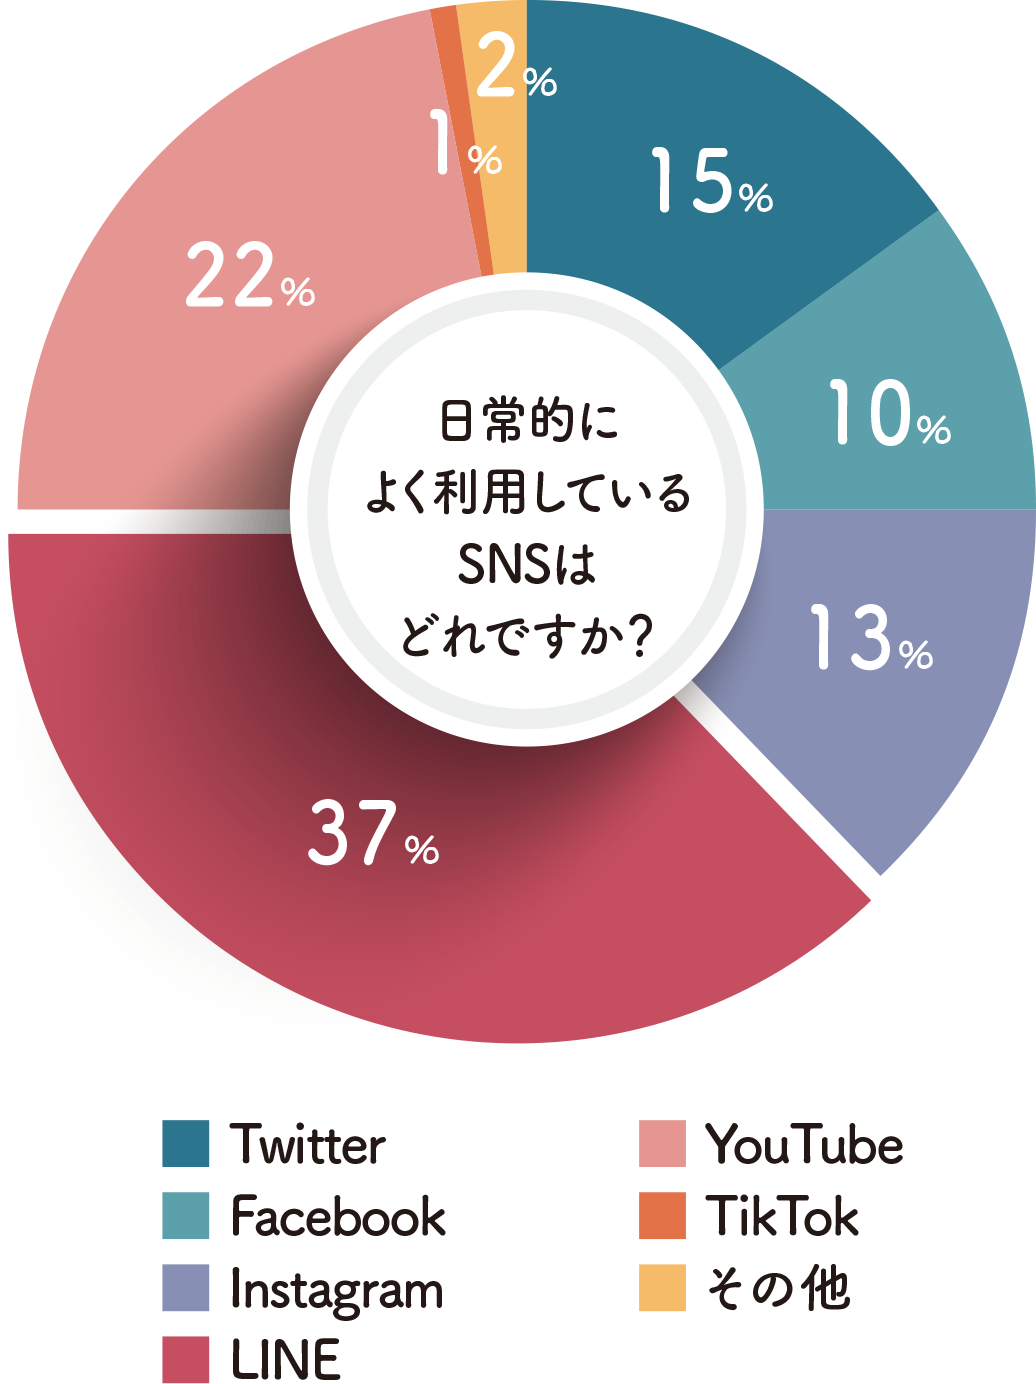 2%
1%
15%
22%
10%
日常的に
よく利用している
SNSは
どれですか?
13%
37%
Twitter
Facebook
Instagram
LINE
YouTube
TikTok
その他